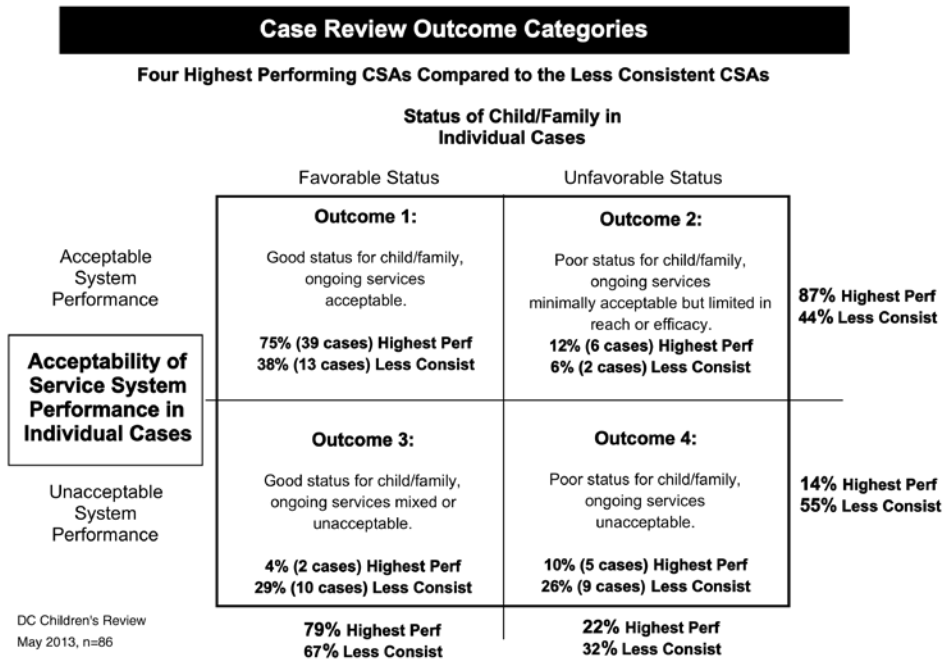 Case Review Outcome Categories
Four Highest Performing CSAs Compared to the Less Consistent CSAs
Status of Child/Family in
Individual Cases
Favorable Status
Unfavorable Status
Acceptable
System
Performance
Outcome 1:
Good status for child/family,
ongoing services
acceptable.
75% (39 cases) Highest Perf
38% (13 cases) Less Consist
Outcome 2:
Poor status for child/family,
ongoing services
minimally acceptable but limited in
reach or efficacy.
12% (6 cases) Highest Perf
6% (2 cases) Less Consist
87% Highest Perf
44% Less Consist
Acceptability of
Service System
Performance in
Individual Cases
Unacceptable
System
Performance
Outcome 3:
Good status for child/family,
ongoing services mixed or
unacceptable.
4% (2 cases) Highest Perf
29% (10 cases) Less Consist
Outcome 4:
Poor status for child/family,
ongoing services
unacceptable.
10% (5 cases) Highest Perf
26% (9 cases) Less Consist
14% Highest Perf
55% Less Consist
79% Highest Perf
67% Less Consist
22% Highest Perf
32% Less Consist
DC Children's Review
May 2013, n=86